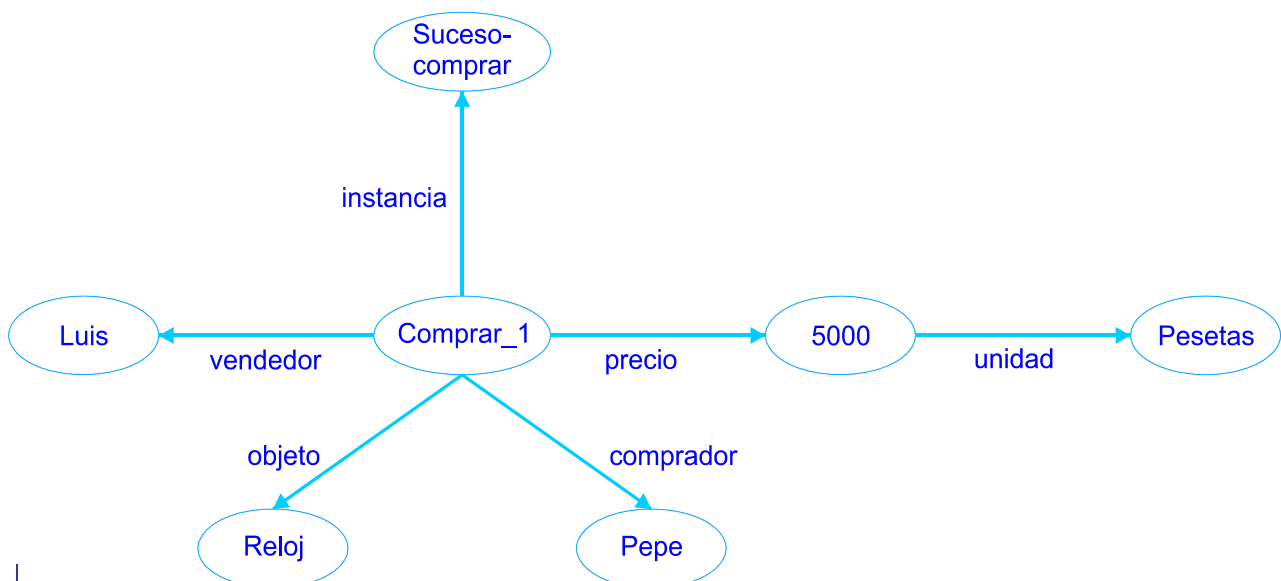 Suceso-
comprar
instancia
Luis
vendedor
Comprar_1
precio
5000
unidad
Pesetas
objeto
comprador
Reloj
Pepe